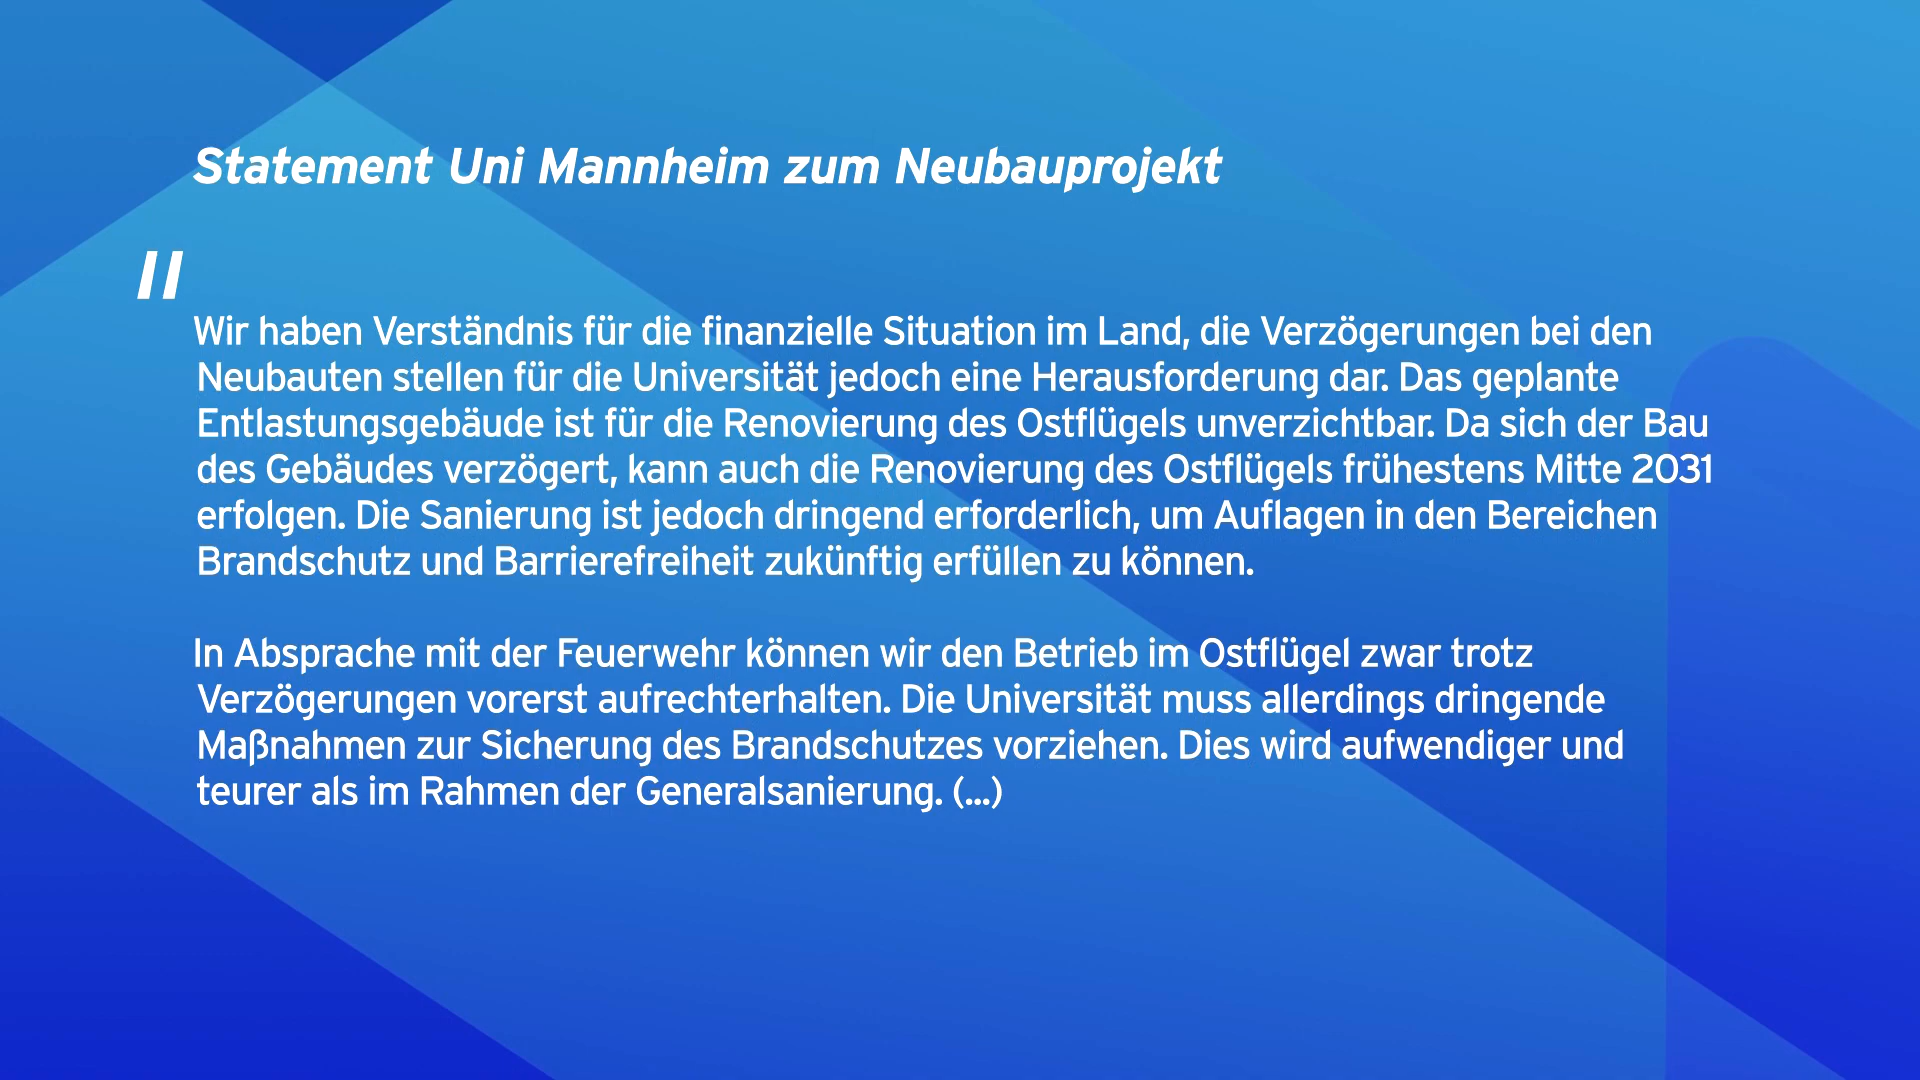 Statement Uni Mannheim zum Neubauprojekt
"
Wir haben Verständnis für die finanzielle Situation im Land, die Verzögerungen bei den
Neubauten stellen für die Universität jedoch eine Herausforderung dar. Das geplante
Entlastungsgebäude ist für die Renovierung des Ostflügels unverzichtbar. Da sich der Bau
des Gebäudes verzögert, kann auch die Renovierung des Ostflügels frühestens Mitte 2031
erfolgen. Die Sanierung ist jedoch dringend erforderlich, um Auflagen in den Bereichen
Brandschutz und Barrierefreiheit zukünftig erfüllen zu können.
In Absprache mit der Feuerwehr können wir den Betrieb im Ostflügel zwar trotz
Verzögerungen vorerst aufrechterhalten. Die Universität muss allerdings dringende
Maßnahmen zur Sicherung des Brandschutzes vorziehen. Dies wird aufwendiger und
teurer als im Rahmen der Generalsanierung. (...)